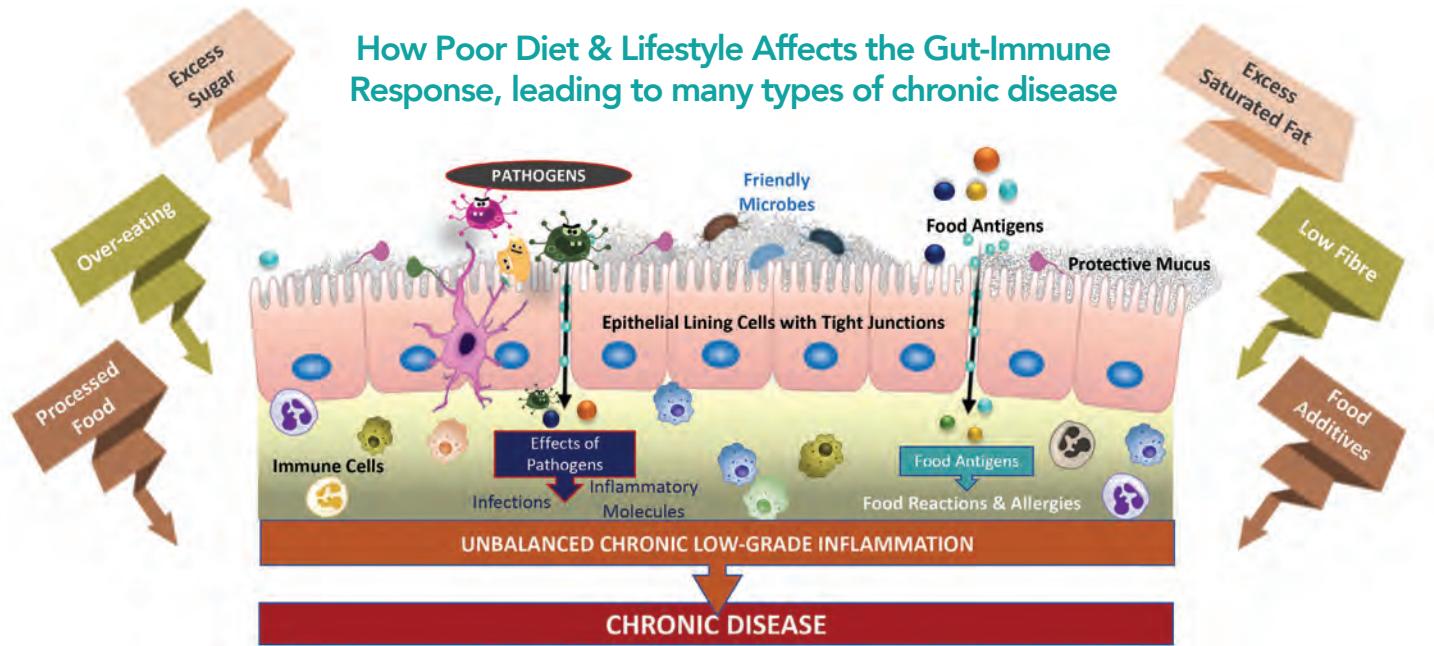 How Poor Diet & Lifestyle Affects the Gut-Immune
Response, leading to many types of chronic disease
Excess
Sugar
Over-eating
Processed
Food
Excess
Saturated Fat
Low Fibre
Food
Additives
PATHOGENS
Friendly
Microbes
Food Antigens
Protective Mucus
Epithelial Lining Cells with Tight Junctions
Immune Cells
Effects of
Pathogens
Infections
Inflammatory
Molecules
Food Antigens
Food Reactions & Allergies
UNBALANCED CHRONIC LOW-GRADE INFLAMMATION
CHRONIC DISEASE